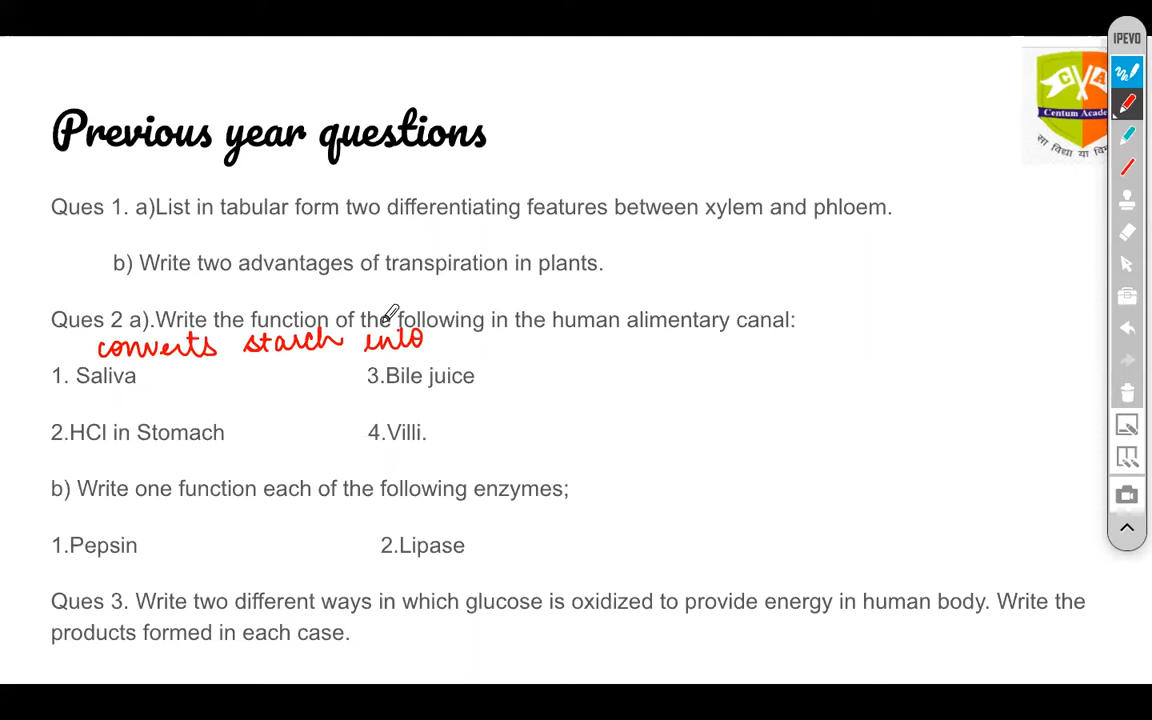 IPEVO
C A
Centum Acade
सा विद्या या विम
Previous year questions
Ques 1. a)List in tabular form two differentiating features between xylem and phloem.
b) Write two advantages of transpiration in plants.
Ques 2 a).Write the function of the following in the human alimentary canal:
converts starch into
1. Saliva 3.Bile juice
2.HCl in Stomach 4.Villi.
b) Write one function each of the following enzymes;
1.Pepsin 2.Lipase
Ques 3. Write two different ways in which glucose is oxidized to provide energy in human body. Write the
products formed in each case.